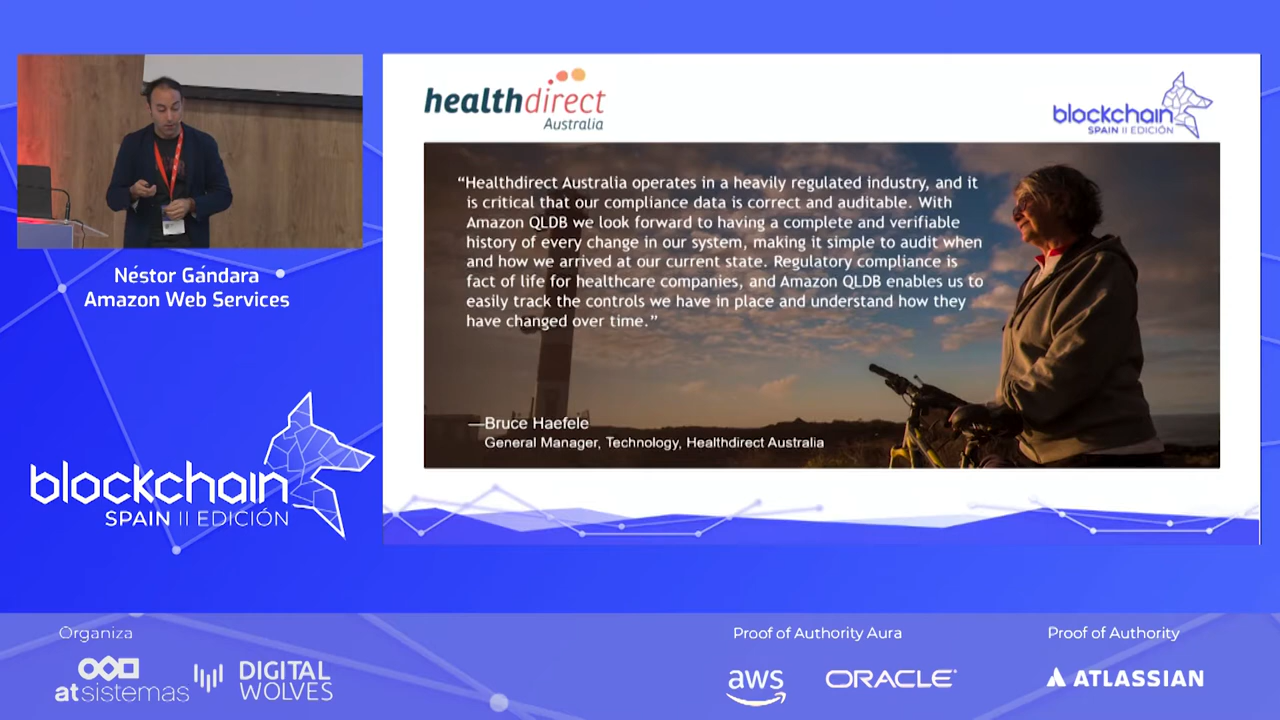 Néstor Gándara
Amazon Web Services
blockchain
SPAIN II EDICIÓN
healthdirect
Australia
blockchain
SPAIN II EDICIÓN
“Healthdirect Australia operates in a heavily regulated industry, and it
is critical that our compliance data is correct and auditable. With
Amazon QLDB we look forward to having a complete and verifiable
history of every change in our system, making it simple to audit when
and how we arrived at our current state. Regulatory compliance is
fact of life for healthcare companies, and Amazon QLDB enables us to
easily track the controls we have in place and understand how they
have changed over time.”
—Bruce Haefele
General Manager, Technology, Healthdirect Australia
Organiza
atsistemas
DIGITAL
WOLVES
Proof of Authority Aura
aws
ORACLE
Proof of Authority
ATLASSIAN